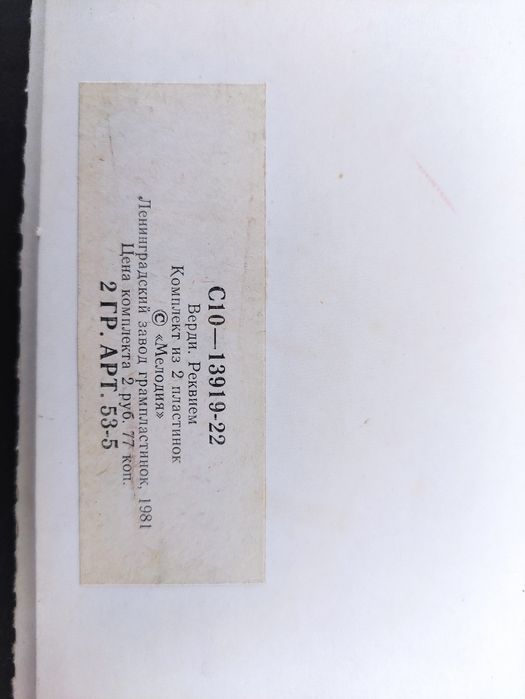 С10—13919-22
Верди. Реквием
Комплект из 2 пластинок
© «Мелодия»
Ленинградский завод грампластинок, 1981
Цена комплекта 2 руб. 77 коп.
2 ГР. АРТ. 53-5